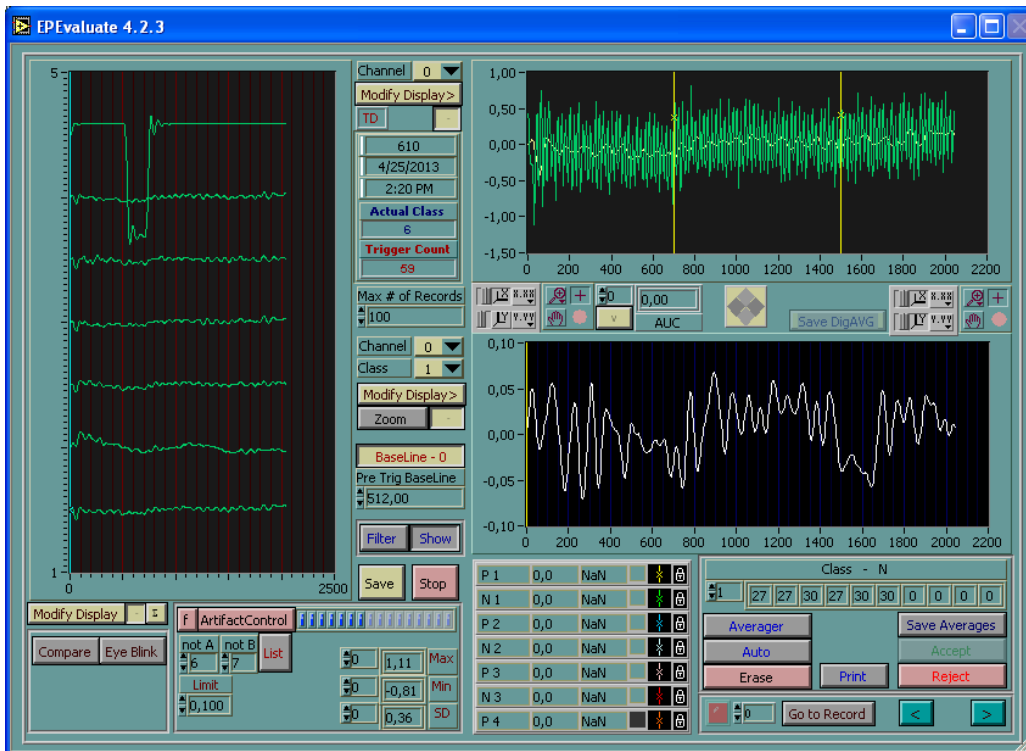 EPEvaluate 4.2.3
5
1
0
2500
Channel 0
Modify Display>
TD
610
4/25/2013
2:20 PM
Actual Class
6
Trigger Count
59
Max # of Records
100
Channel 0
Class 1
Modify Display>
Zoom
BaseLine - 0
Pre Trig BaseLine
512,00
Filter Show
Save Stop
1,00
0,50
0,00
-0,50
-1,00
-1,50
0 200 400 600 800 1000 1200 1400 1600 1800 2000 2200
X 8.88
Y Y.YY
0
0,00
v
AUC
Save DigAVG
X 8.88
Y Y.YY
0,10
0,05
0,00
-0,05
-0,10
0 200 400 600 800 1000 1200 1400 1600 1800 2000 2200
Modify Display
Compare Eye Blink
f ArtifactControl
not A not B
6 7 List
Limit
0,100
0 1,11 Max
0 -0,81 Min
0 0,36 SD
P 1 0,0 NaN
N 1 0,0 NaN
P 2 0,0 NaN
N 2 0,0 NaN
P 3 0,0 NaN
N 3 0,0 NaN
P 4 0,0 NaN
Class - N
1 27 27 30 27 30 30 0 0 0 0
Averager Save Averages
Auto Accept
Erase Print Reject
0 Go to Record < >